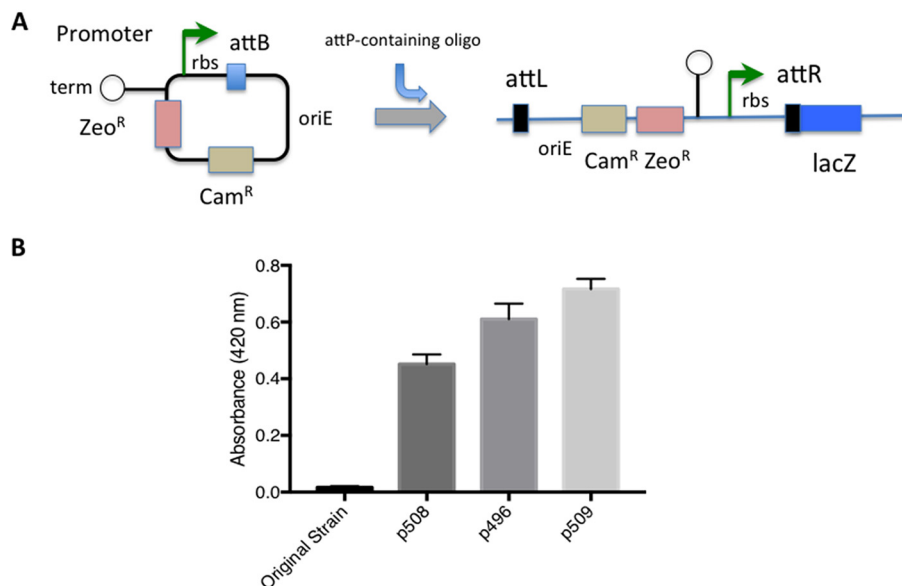 A
Promoter
attB
attP-containing oligo
rbs
term
Zeo^R
oriE
Cam^R
attL
attR
rbs
oriE
Cam^R Zeo^R
lacZ
B
Absorbance (420 nm)
0.8
0.6
0.4
0.2
0.0
Original Strain
p508
p496
p509